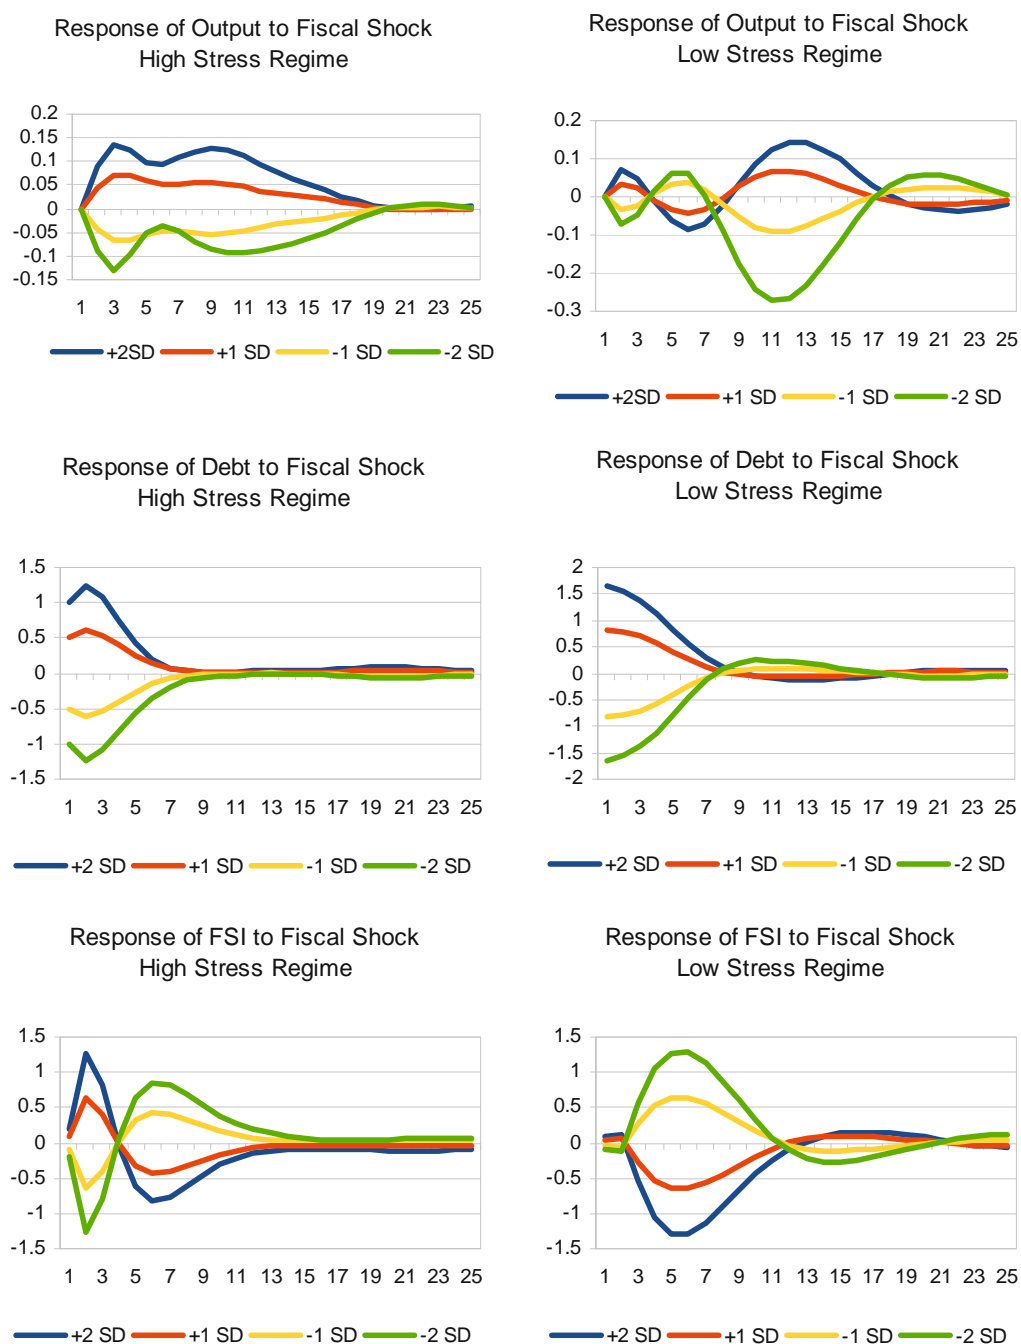 Response of Output to Fiscal Shock
High Stress Regime
0.2
0.15
0.1
0.05
0
-0.05
-0.1
-0.15
1 3 5 7 9 11 13 15 17 19 21 23 25
+2SD +1 SD -1 SD -2 SD
Response of Output to Fiscal Shock
Low Stress Regime
0.2
0.1
0
-0.1
-0.2
-0.3
1 3 5 7 9 11 13 15 17 19 21 23 25
+2SD +1 SD -1 SD -2 SD
Response of Debt to Fiscal Shock
High Stress Regime
1.5
1
0.5
0
-0.5
-1
-1.5
1 3 5 7 9 11 13 15 17 19 21 23 25
+2 SD +1 SD -1 SD -2 SD
Response of Debt to Fiscal Shock
Low Stress Regime
2
1.5
1
0.5
0
-0.5
-1
-1.5
-2
1 3 5 7 9 11 13 15 17 19 21 23 25
+2 SD +1 SD -1 SD -2 SD
Response of FSI to Fiscal Shock
High Stress Regime
1.5
1
0.5
0
-0.5
-1
-1.5
1 3 5 7 9 11 13 15 17 19 21 23 25
+2 SD +1 SD -1 SD -2 SD
Response of FSI to Fiscal Shock
Low Stress Regime
1.5
1
0.5
0
-0.5
-1
-1.5
1 3 5 7 9 11 13 15 17 19 21 23 25
+2 SD +1 SD -1 SD -2 SD